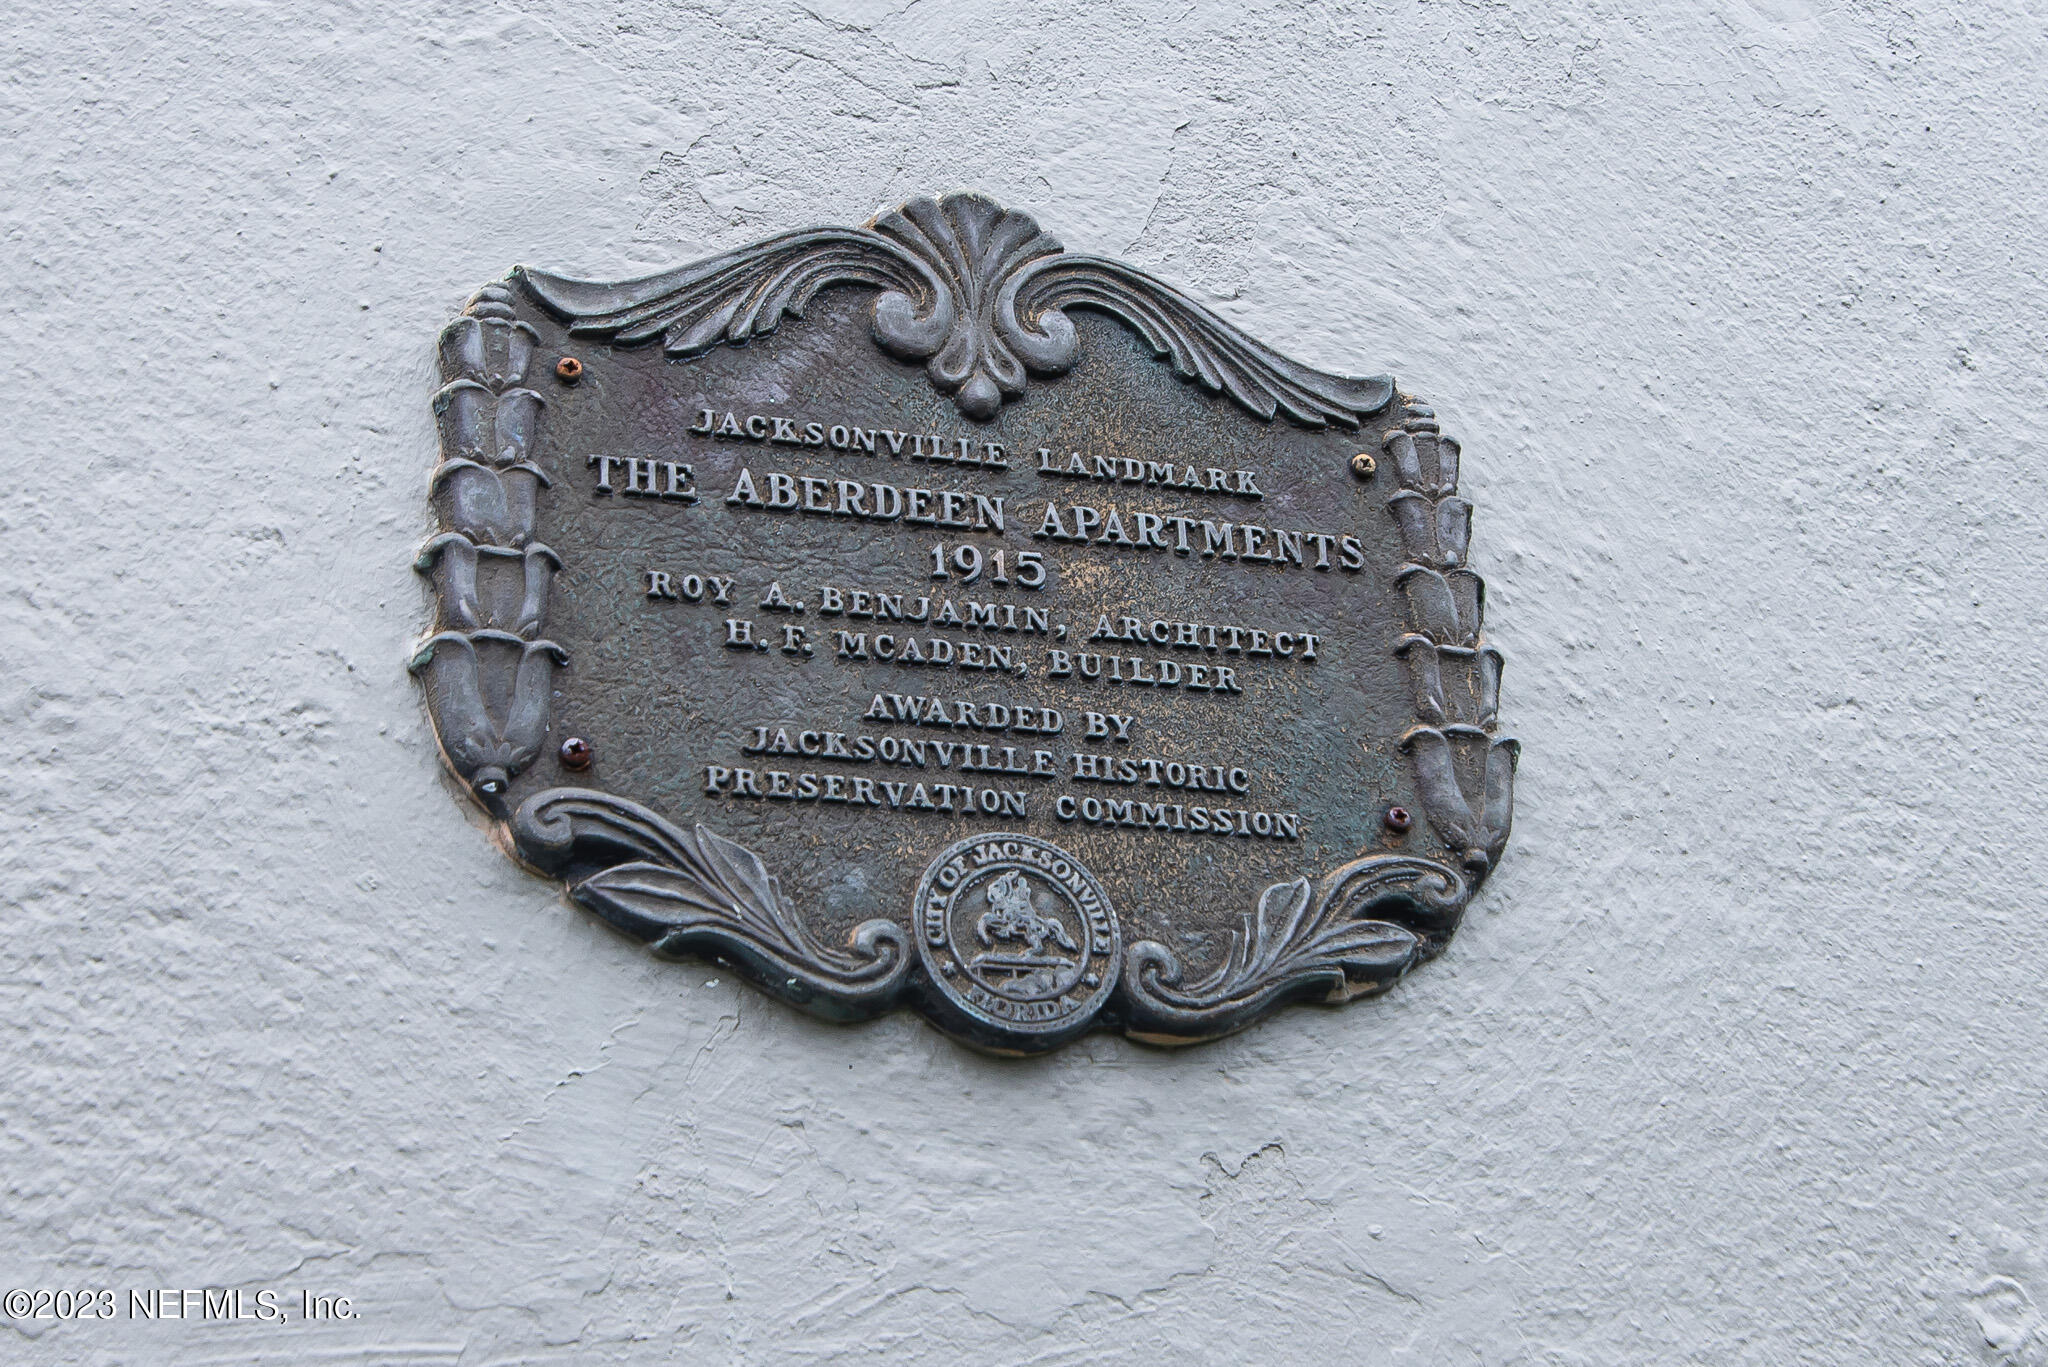 JACKSONVILLE LANDMARK
THE ABERDEEN APARTMENTS
1915
ROY A. BENJAMIN, ARCHITECT
H. F. MCADEN, BUILDER
AWARDED BY
JACKSONVILLE HISTORIC
PRESERVATION COMMISSION
CITY OF JACKSONVILLE
FLORIDA
©2023 NEFMLS, Inc.